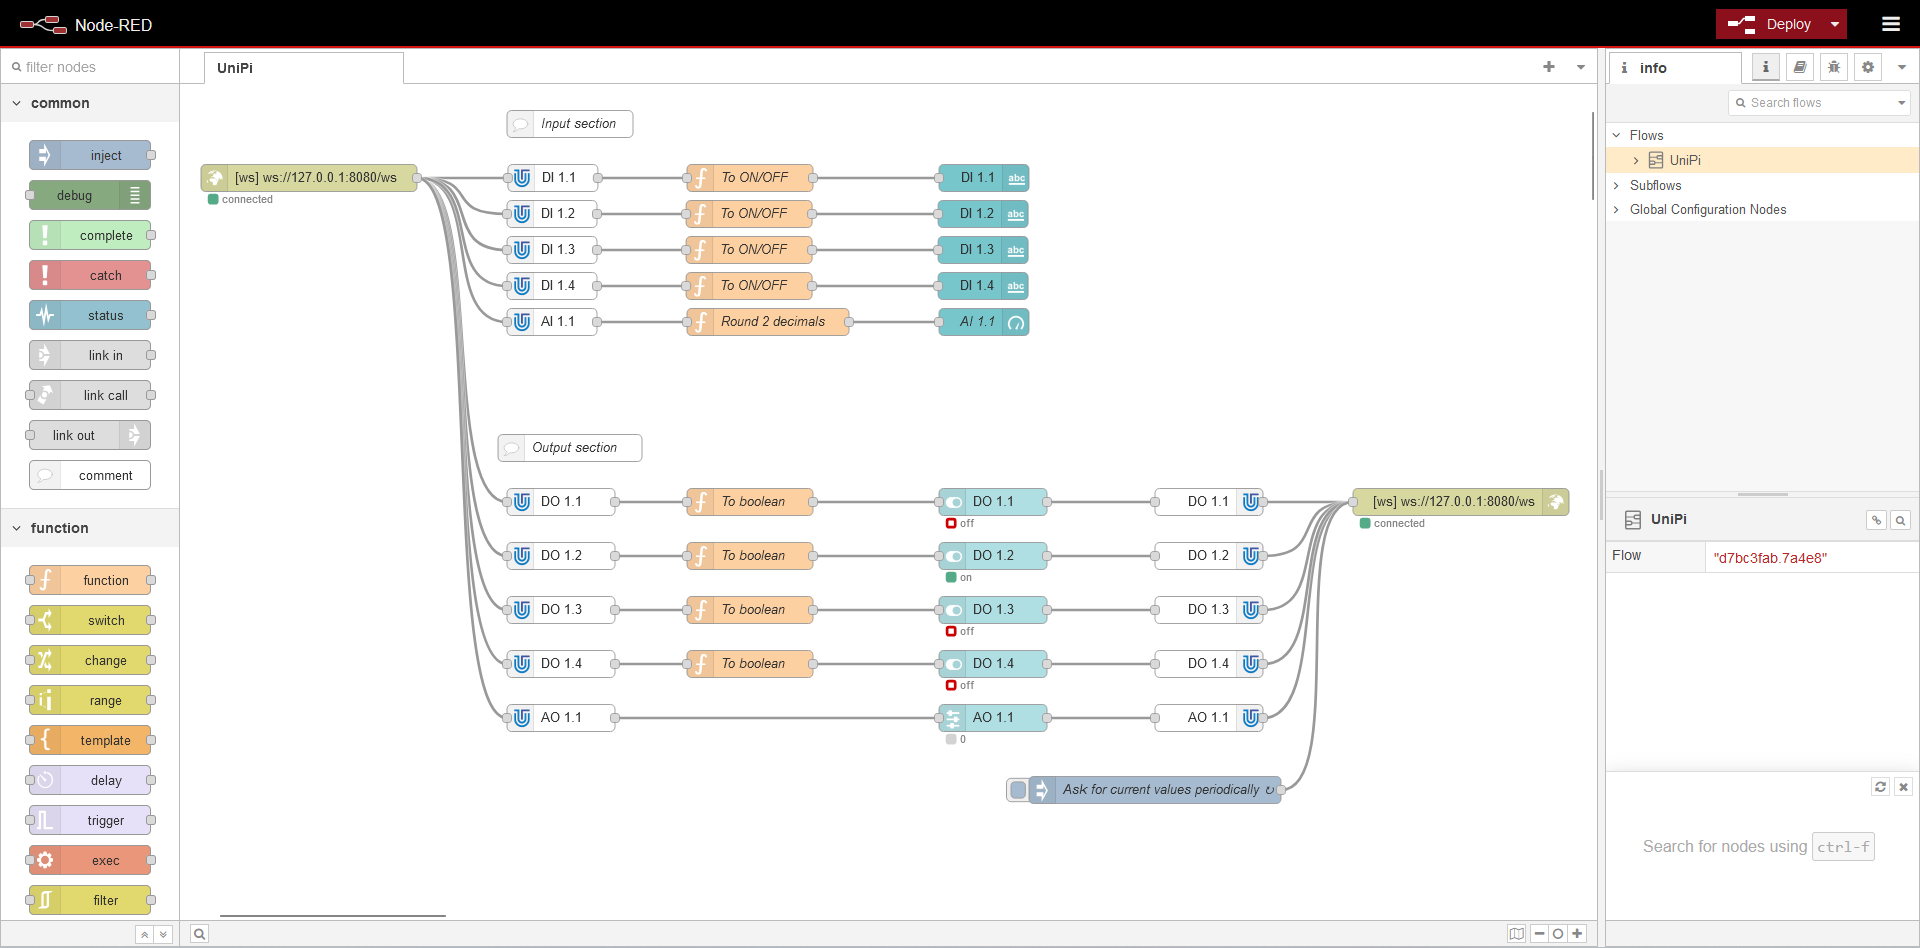 Node-RED
Deploy
filter nodes
UniPi
info
Search flows
common
inject
debug
complete
catch
status
link in
link call
link out
comment
function
function
switch
change
range
template
delay
trigger
exec
filter
Input section
[ws] ws://127.0.0.1:8080/ws
connected
DI 1.1
To ON/OFF
DI 1.1
abc
DI 1.2
To ON/OFF
DI 1.2
abc
DI 1.3
To ON/OFF
DI 1.3
abc
DI 1.4
To ON/OFF
DI 1.4
abc
AI 1.1
Round 2 decimals
AI 1.1
Output section
DO 1.1
To boolean
DO 1.1
off
DO 1.1
[ws] ws://127.0.0.1:8080/ws
connected
DO 1.2
To boolean
DO 1.2
on
DO 1.2
DO 1.3
To boolean
DO 1.3
off
DO 1.3
DO 1.4
To boolean
DO 1.4
off
DO 1.4
AO 1.1
AO 1.1
0
AO 1.1
Ask for current values periodically ↻
Flows
UniPi
Subflows
Global Configuration Nodes
UniPi
Flow
"d7bc3fab.7a4e8"
Search for nodes using ctrl-f